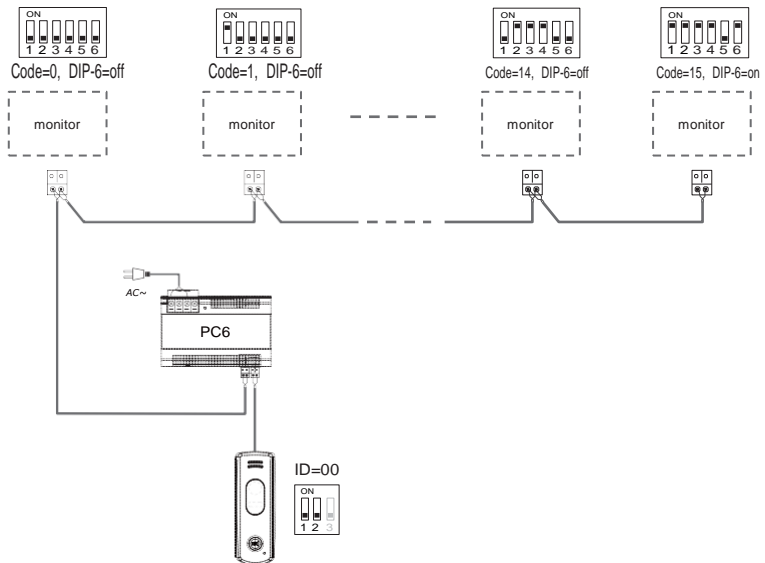 ON
1 2 3 4 5 6
Code=0, DIP-6=off
ON
1 2 3 4 5 6
Code=1, DIP-6=off
ON
1 2 3 4 5 6
Code=14, DIP-6=off
ON
1 2 3 4 5 6
Code=15, DIP-6=on
monitor
monitor
monitor
monitor
AC~
PC6
ID=00
ON
1 2 3